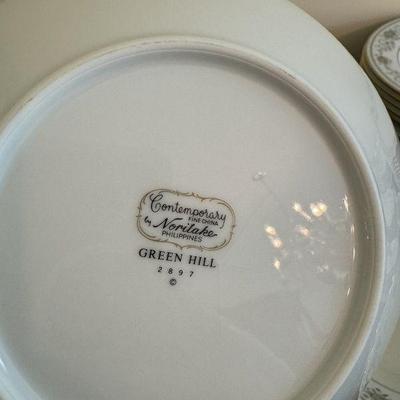 Contemporary
FINE CHINA
by Noritake
PHILIPPINES
GREEN HILL
2897
©